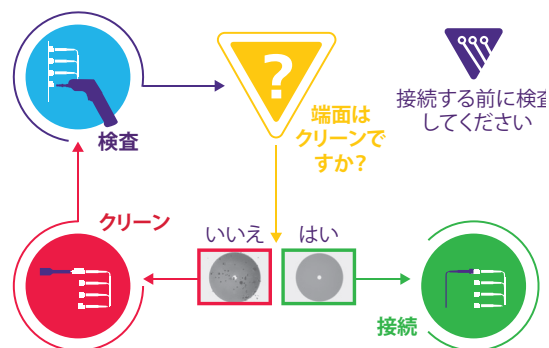 ?
接続する前に検査
してください
端面は
クリーンで
すか？
検査
クリーン
いいえ
はい
接続